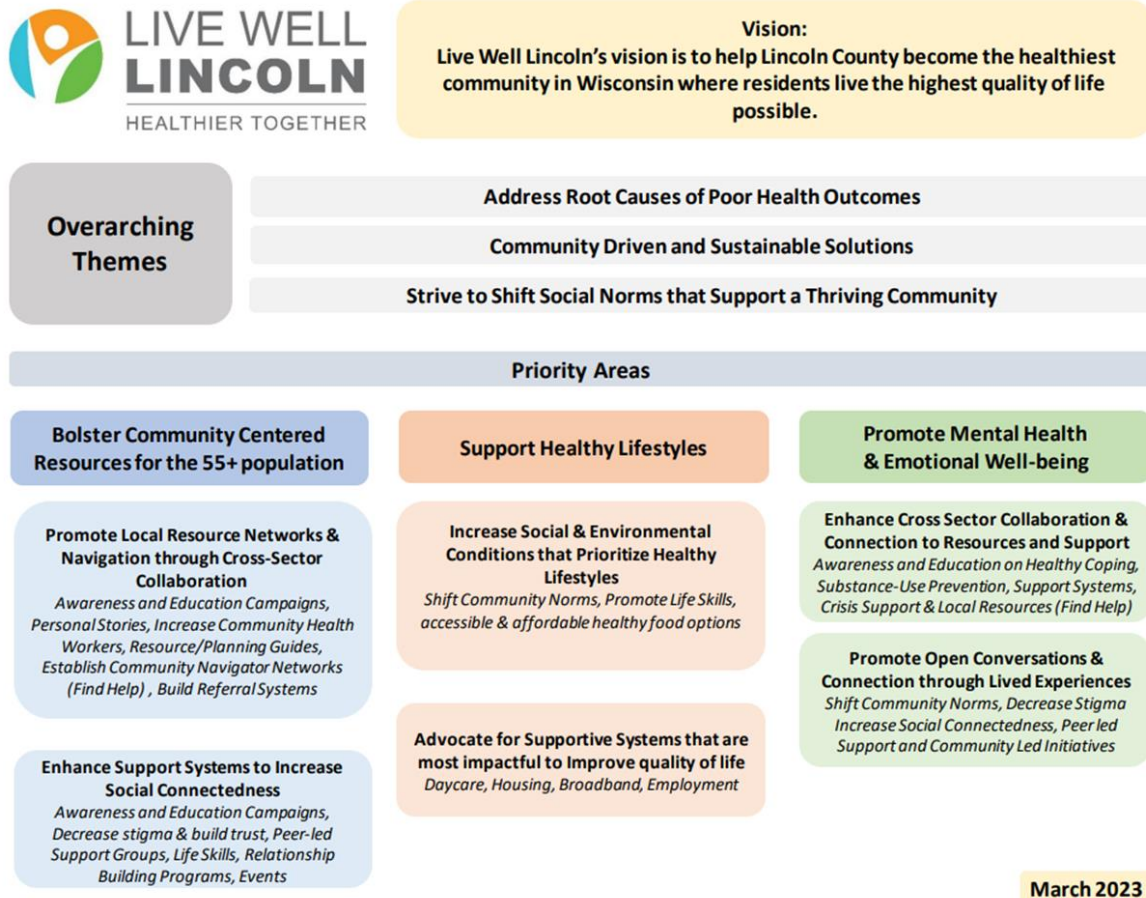 LIVE WELL
LINCOLN
HEALTHIER TOGETHER
Vision:
Live Well Lincoln's vision is to help Lincoln County become the healthiest
community in Wisconsin where residents live the highest quality of life
possible.
Overarching
Themes
Address Root Causes of Poor Health Outcomes
Community Driven and Sustainable Solutions
Strive to Shift Social Norms that Support a Thriving Community
Priority Areas
Bolster Community Centered
Resources for the 55+ population
Promote Local Resource Networks &
Navigation through Cross-Sector
Collaboration
Awareness and Education Campaigns,
Personal Stories, Increase Community Health
Workers, Resource/Planning Guides,
Establish Community Navigator Networks
(Find Help) , Build Referral Systems
Enhance Support Systems to Increase
Social Connectedness
Awareness and Education Campaigns,
Decrease stigma & build trust, Peer-led
Support Groups, Life Skills, Relationship
Building Programs, Events
Support Healthy Lifestyles
Increase Social & Environmental
Conditions that Prioritize Healthy
Lifestyles
Shift Community Norms, Promote Life Skills,
accessible & affordable healthy food options
Advocate for Supportive Systems that are
most impactful to Improve quality of life
Daycare, Housing, Broadband, Employment
Promote Mental Health
& Emotional Well-being
Enhance Cross Sector Collaboration &
Connection to Resources and Support
Awareness and Education on Healthy Coping,
Substance-Use Prevention, Support Systems,
Crisis Support & Local Resources (Find Help)
Promote Open Conversations &
Connection through Lived Experiences
Shift Community Norms, Decrease Stigma
Increase Social Connectedness, Peer led
Support and Community Led Initiatives
March 2023